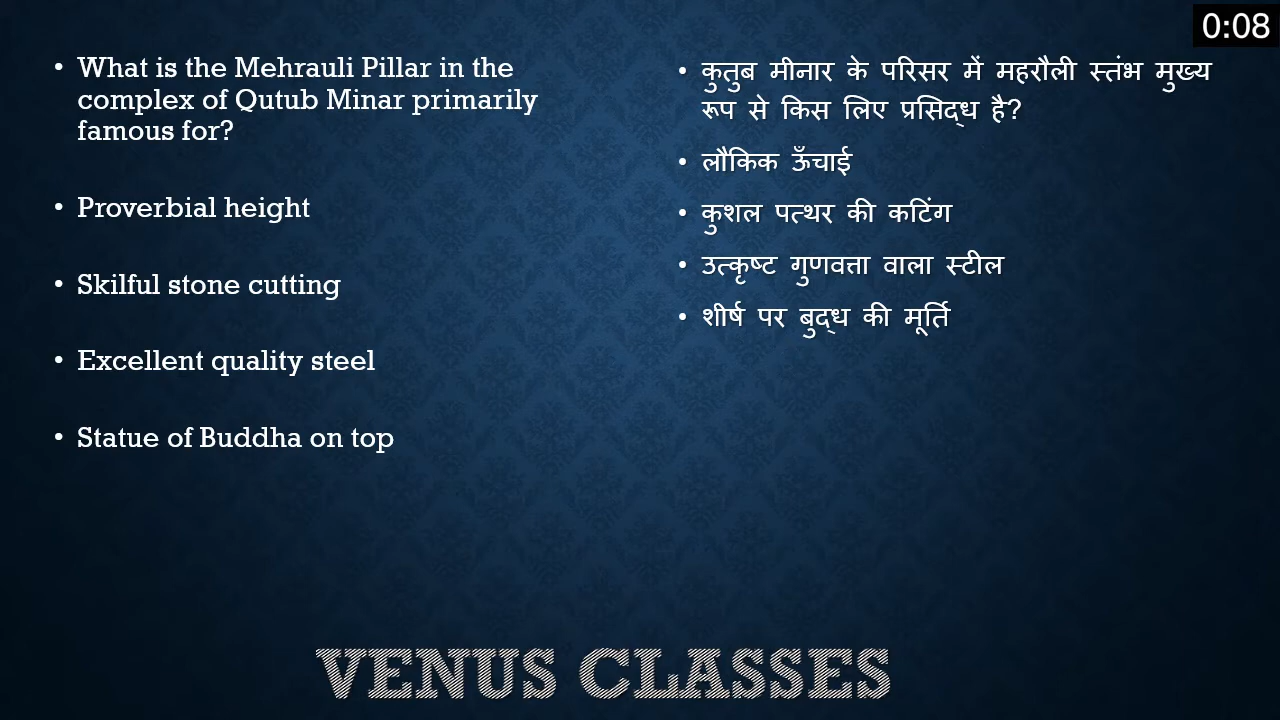 0:08
• What is the Mehrauli Pillar in the
complex of Qutub Minar primarily
famous for?
• Proverbial height
• Skilful stone cutting
• Excellent quality steel
• Statue of Buddha on top
• कुतुब मीनार के परिसर में महरौली स्तंभ मुख्य
रूप से किस लिए प्रसिद्ध है?
• लौकिक ऊँचाई
• कुशल पत्थर की कटिंग
• उत्कृष्ट गुणवत्ता वाला स्टील
• शीर्ष पर बुद्ध की मूर्ति
VENUS CLASSES